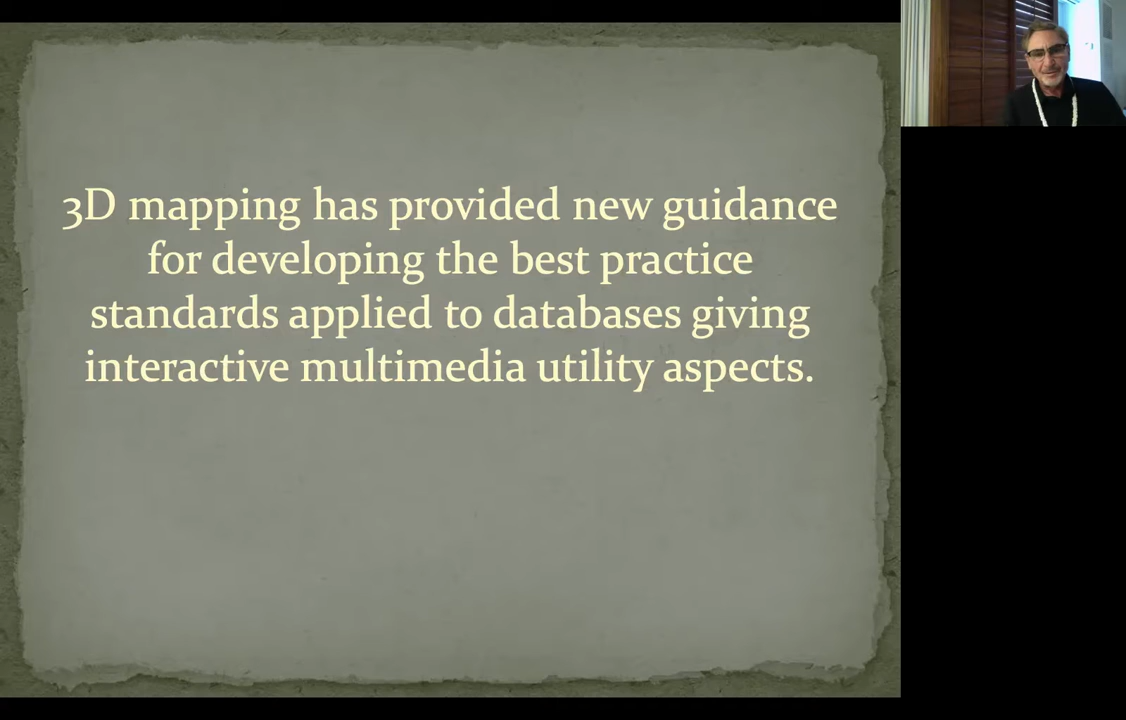 3D mapping has provided new guidance
for developing the best practice
standards applied to databases giving
interactive multimedia utility aspects.